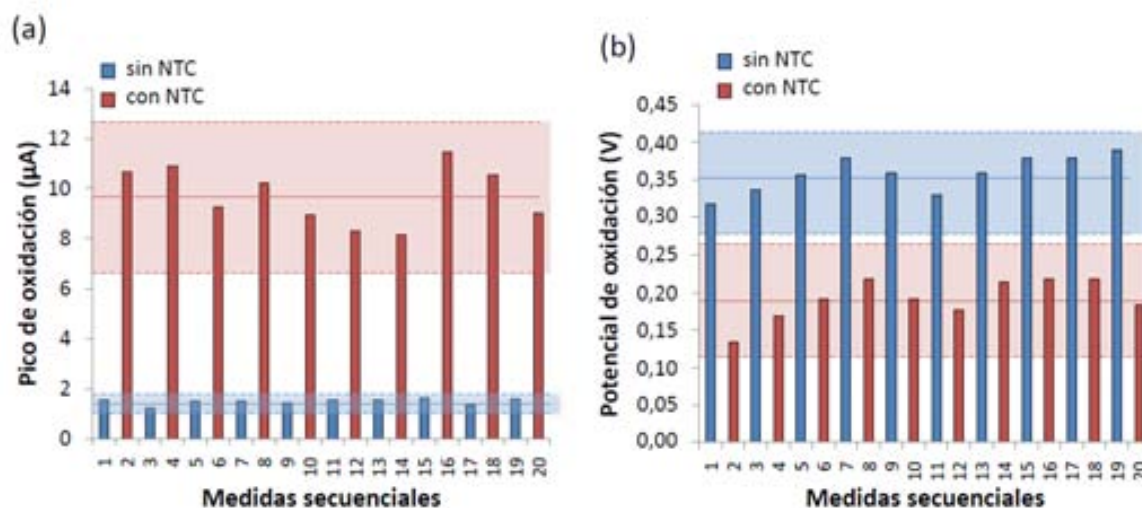 (a)
sin NTC
con NTC
14
12
10
8
6
4
2
0
Pico de oxidación (µA)
1 2 3 4 5 6 7 8 9 10 11 12 13 14 15 16 17 18 19 20
Medidas secuenciales
(b)
sin NTC
con NTC
0,45
0,40
0,35
0,30
0,25
0,20
0,15
0,10
0,05
0,00
Potencial de oxidación (V)
1 2 3 4 5 6 7 8 9 10 11 12 13 14 15 16 17 18 19 20
Medidas secuenciales